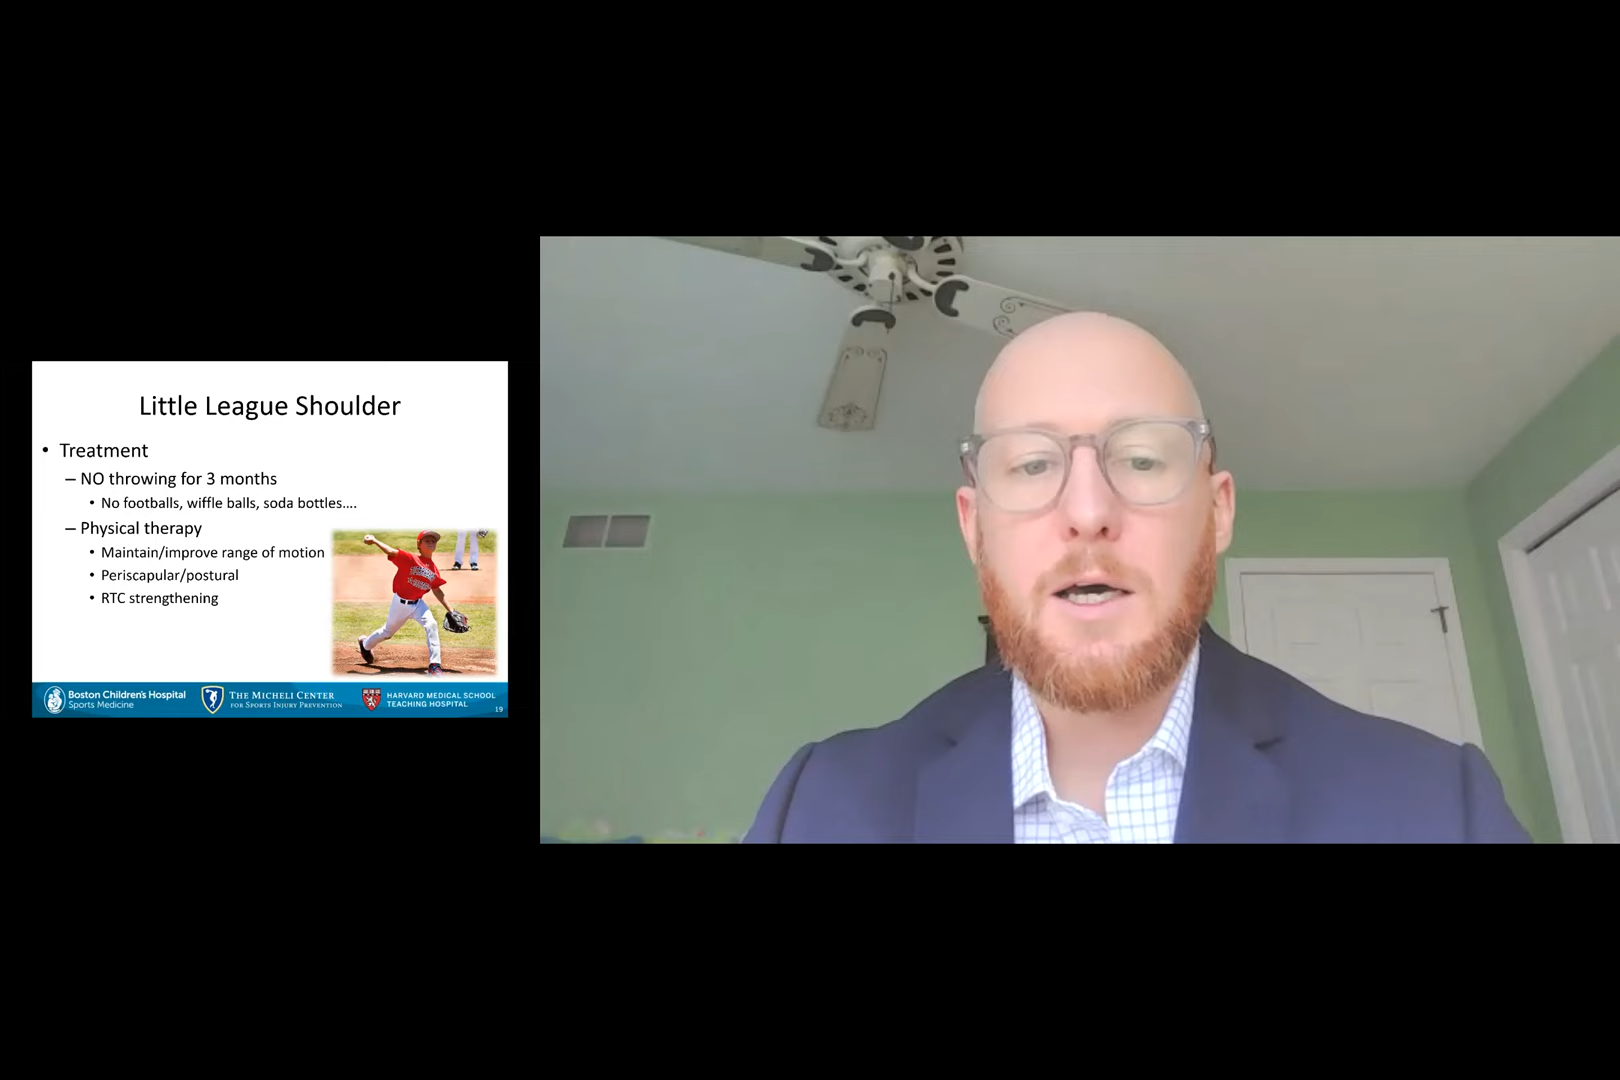 Little League Shoulder
• Treatment
– NO throwing for 3 months
• No footballs, wiffle balls, soda bottles....
– Physical therapy
• Maintain/improve range of motion
• Periscapular/postural
• RTC strengthening
Boston Children's Hospital
Sports Medicine
THE MICHELI CENTER
FOR SPORTS INJURY PREVENTION
HARVARD MEDICAL SCHOOL
TEACHING HOSPITAL
19